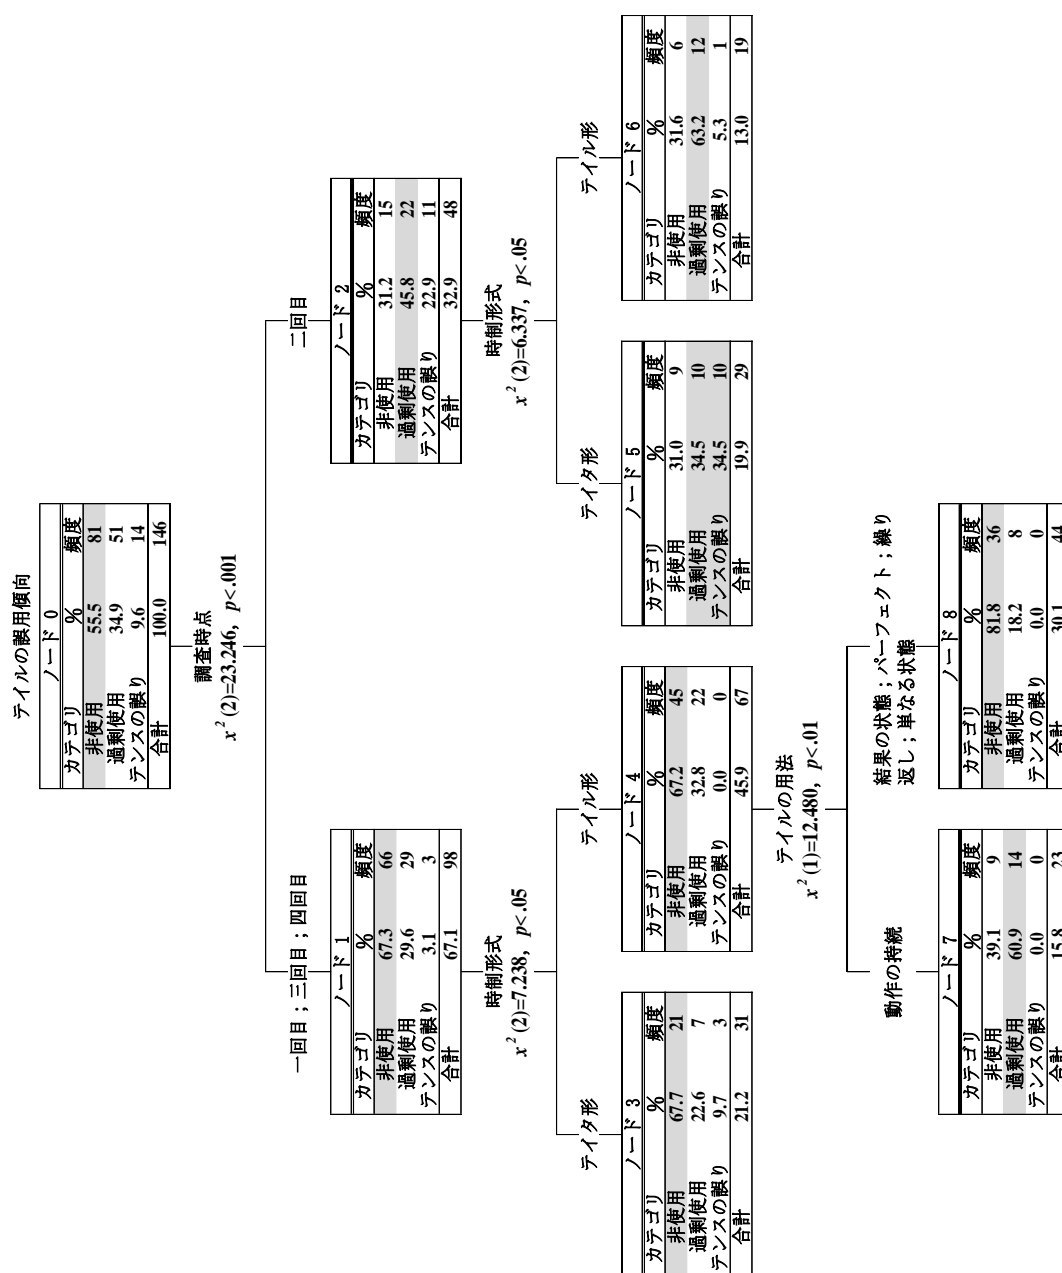 テイルの誤用傾向
ノード 0
カテゴリ % 頻度
非使用 55.5 81
過剰使用 34.9 51
テンスの誤り 9.6 14
合計 100.0 146
調査時点
x²(2)=23.246, p<.001
一回目；三回目；四回目
ノード 1
カテゴリ % 頻度
非使用 67.3 66
過剰使用 29.6 29
テンスの誤り 3.1 3
合計 67.1 98
時制形式
x²(2)=7.238, p<.05
二回目
ノード 2
カテゴリ % 頻度
非使用 31.2 15
過剰使用 45.8 22
テンスの誤り 22.9 11
合計 32.9 48
時制形式
x²(2)=6.337, p<.05
テイタ形
ノード 3
カテゴリ % 頻度
非使用 67.7 21
過剰使用 22.6 7
テンスの誤り 9.7 3
合計 21.2 31
テイル形
ノード 4
カテゴリ % 頻度
非使用 67.2 45
過剰使用 32.8 22
テンスの誤り 0.0 0
合計 45.9 67
テイルの用法
x²(1)=12.480, p<.01
テイタ形
ノード 5
カテゴリ % 頻度
非使用 31.0 9
過剰使用 34.5 10
テンスの誤り 34.5 10
合計 19.9 29
テイル形
ノード 6
カテゴリ % 頻度
非使用 31.6 6
過剰使用 63.2 12
テンスの誤り 5.3 1
合計 13.0 19
動作の持続
ノード 7
カテゴリ % 頻度
非使用 39.1 9
過剰使用 60.9 14
テンスの誤り 0.0 0
合計 15.8 23
結果の状態；パーフェクト；繰り
返し；単なる状態
ノード 8
カテゴリ % 頻度
非使用 81.8 36
過剰使用 18.2 8
テンスの誤り 0.0 0
合計 30.1 44